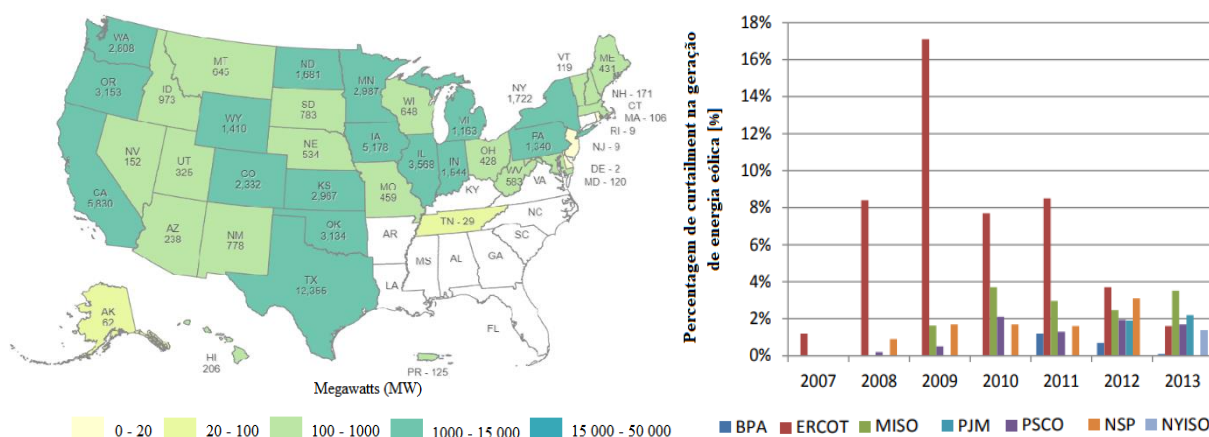 WA
2,808
OR
3,153
CA
5,830
NV
152
ID
973
MT
645
WY
1,410
UT
325
AZ
238
CO
2,332
NM
778
ND
1,681
SD
783
NE
534
KS
2,967
OK
3,134
TX
12,355
MN
2,987
IA
5,178
MO
459
WI
648
IL
3,568
MI
1,163
IN
1,544
OH
428
WV
583
PA
1,340
NY
1,722
VT
119
ME
431
NH - 171
CT
MA - 106
RI - 9
NJ - 9
DE - 2
MD - 120
VA
KY
NC
TN - 29
SC
AR
MS
AL
GA
LA
FL
AK
62
HI
206
PR - 125
Megawatts (MW)
0 - 20
20 - 100
100 - 1000
1000 - 15 000
15 000 - 50 000
Percentagem de curtailment na geração
de energia eólica [%]
18%
16%
14%
12%
10%
8%
6%
4%
2%
0%
2007 2008 2009 2010 2011 2012 2013
BPA ERCOT MISO PJM PSCO NSP NYISO